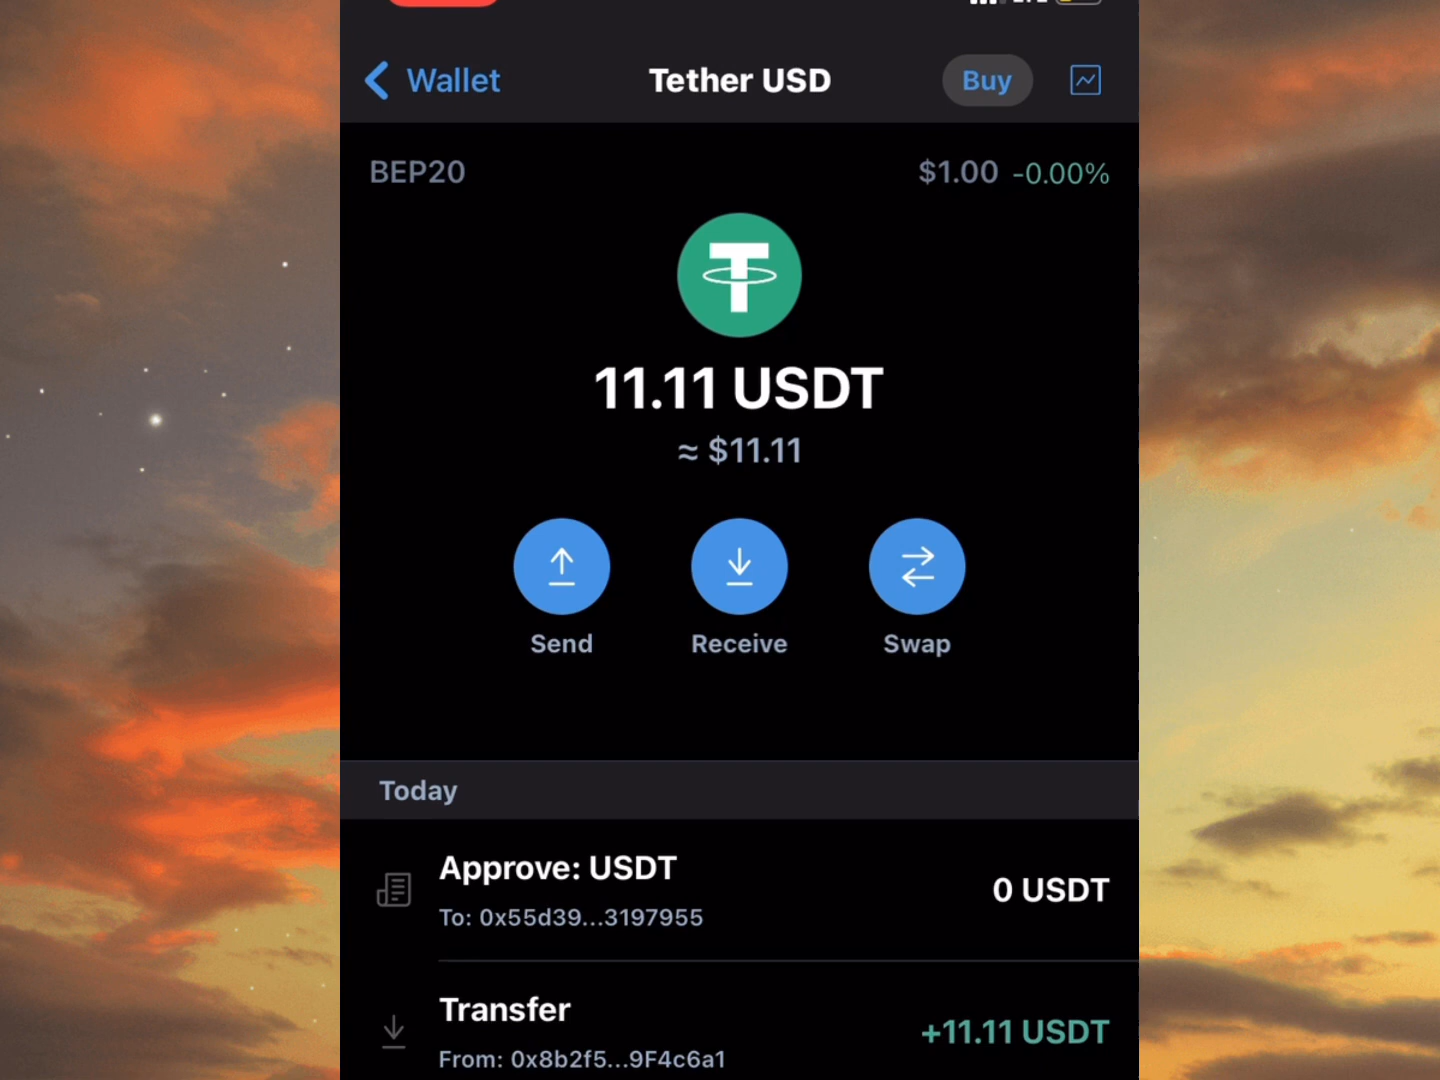 Wallet
Tether USD
Buy
BEP20
$1.00 -0.00%
11.11 USDT
≈ $11.11
Send
Receive
Swap
Today
Approve: USDT
0 USDT
To: 0x55d39...3197955
Transfer
+11.11 USDT
From: 0x8b2f5...9F4c6a1